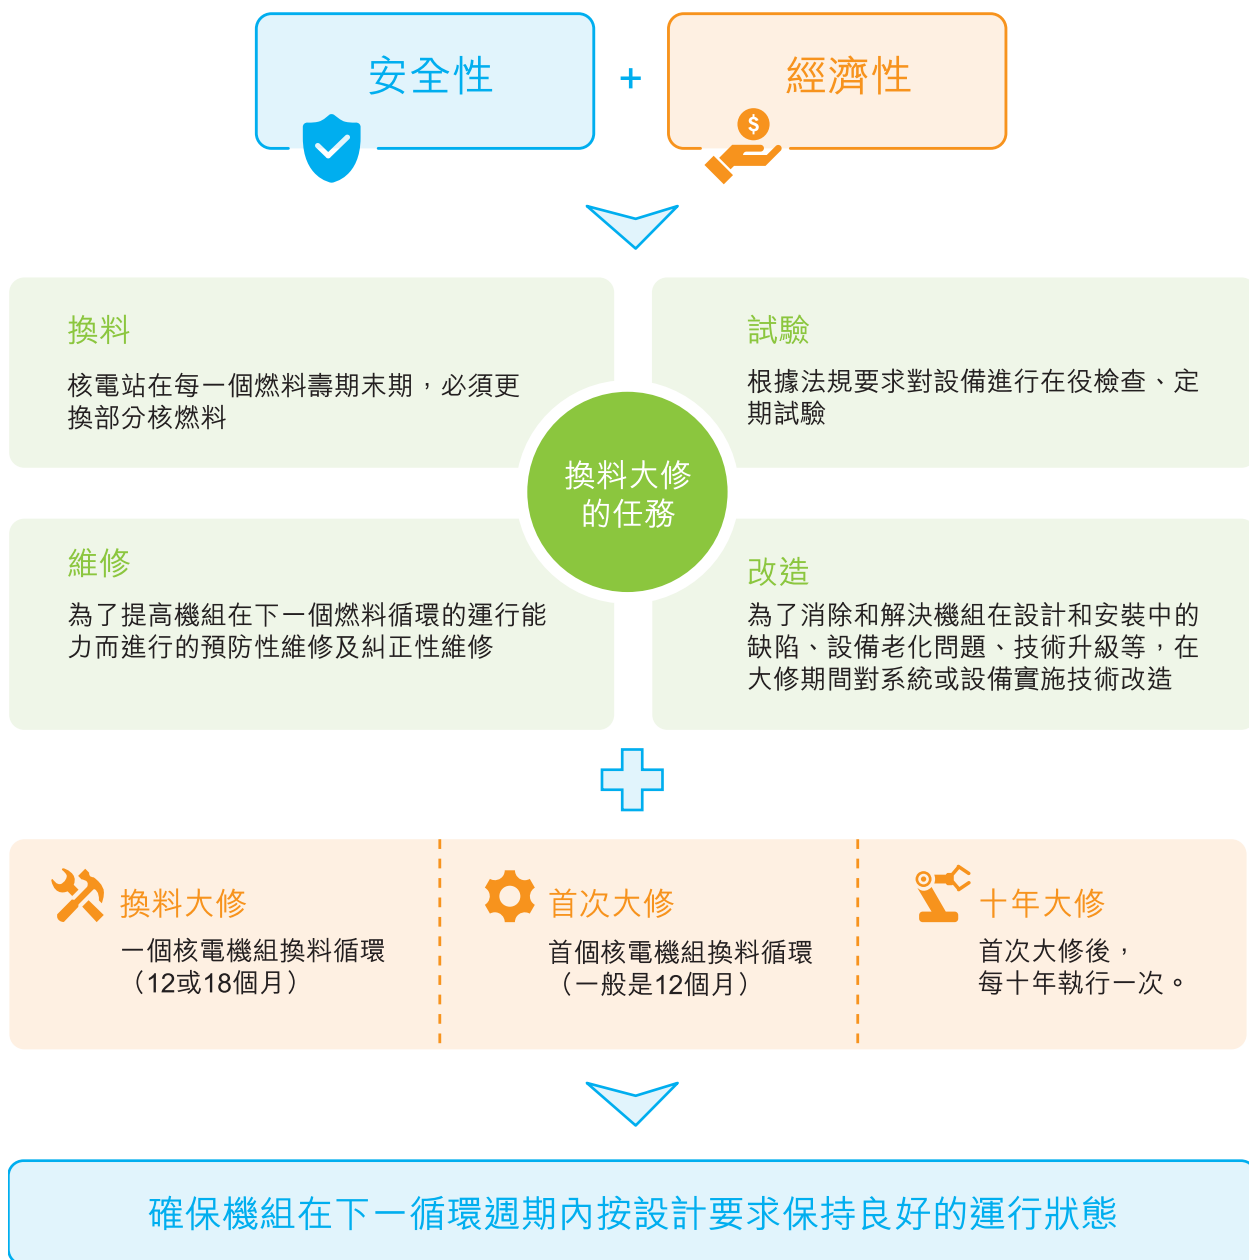 安全性
+
經濟性
$
換料
核電站在每一個燃料壽期末期，必須更
換部分核燃料
試驗
根據法規要求對設備進行在役檢查、定
期試驗
換料大修
的任務
維修
為了提高機組在下一個燃料循環的運行能
力而進行的預防性維修及糾正性維修
改造
為了消除和解決機組在設計和安裝中的
缺陷、設備老化問題、技術升級等，在
大修期間對系統或設備實施技術改造
換料大修
一個核電機組換料循環
（12或18個月）
首次大修
首個核電機組換料循環
（一般是12個月）
十年大修
首次大修後，
每十年執行一次。
確保機組在下一循環週期內按設計要求保持良好的運行狀態